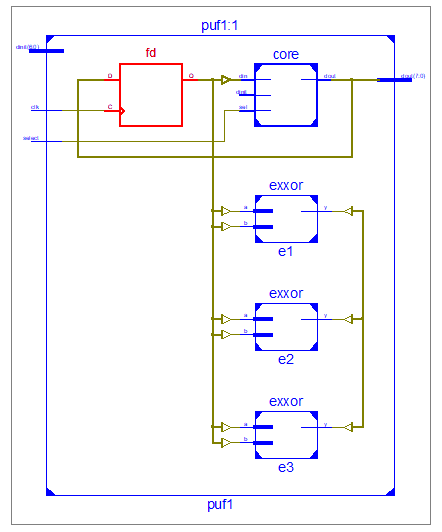 puf1:1
dinit(6:0)
fd
core
D
Q
din
dout
dout(7:0)
dinit
clk
C
sel
select
exxor
a
y
b
e1
exxor
a
y
b
e2
exxor
a
y
b
e3
puf1